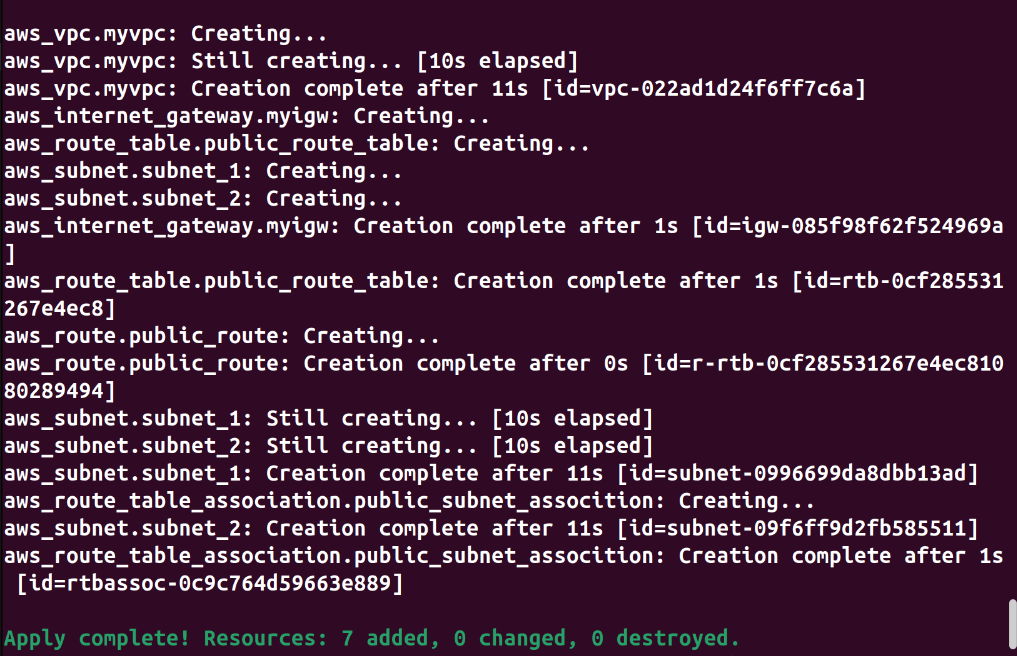 aws_vpc.myvpc: Creating...
aws_vpc.myvpc: Still creating... [10s elapsed]
aws_vpc.myvpc: Creation complete after 11s [id=vpc-022ad1d24f6ff7c6a]
aws_internet_gateway.myigw: Creating...
aws_route_table.public_route_table: Creating...
aws_subnet.subnet_1: Creating...
aws_subnet.subnet_2: Creating...
aws_internet_gateway.myigw: Creation complete after 1s [id=igw-085f98f62f524969a
]
aws_route_table.public_route_table: Creation complete after 1s [id=rtb-0cf285531
267e4ec8]
aws_route.public_route: Creating...
aws_route.public_route: Creation complete after 0s [id=r-rtb-0cf285531267e4ec810
80289494]
aws_subnet.subnet_1: Still creating... [10s elapsed]
aws_subnet.subnet_2: Still creating... [10s elapsed]
aws_subnet.subnet_1: Creation complete after 11s [id=subnet-0996699da8dbb13ad]
aws_route_table_association.public_subnet_assocition: Creating...
aws_subnet.subnet_2: Creation complete after 11s [id=subnet-09f6ff9d2fb585511]
aws_route_table_association.public_subnet_assocition: Creation complete after 1s
[id=rtbassoc-0c9c764d59663e889]
Apply complete! Resources: 7 added, 0 changed, 0 destroyed.